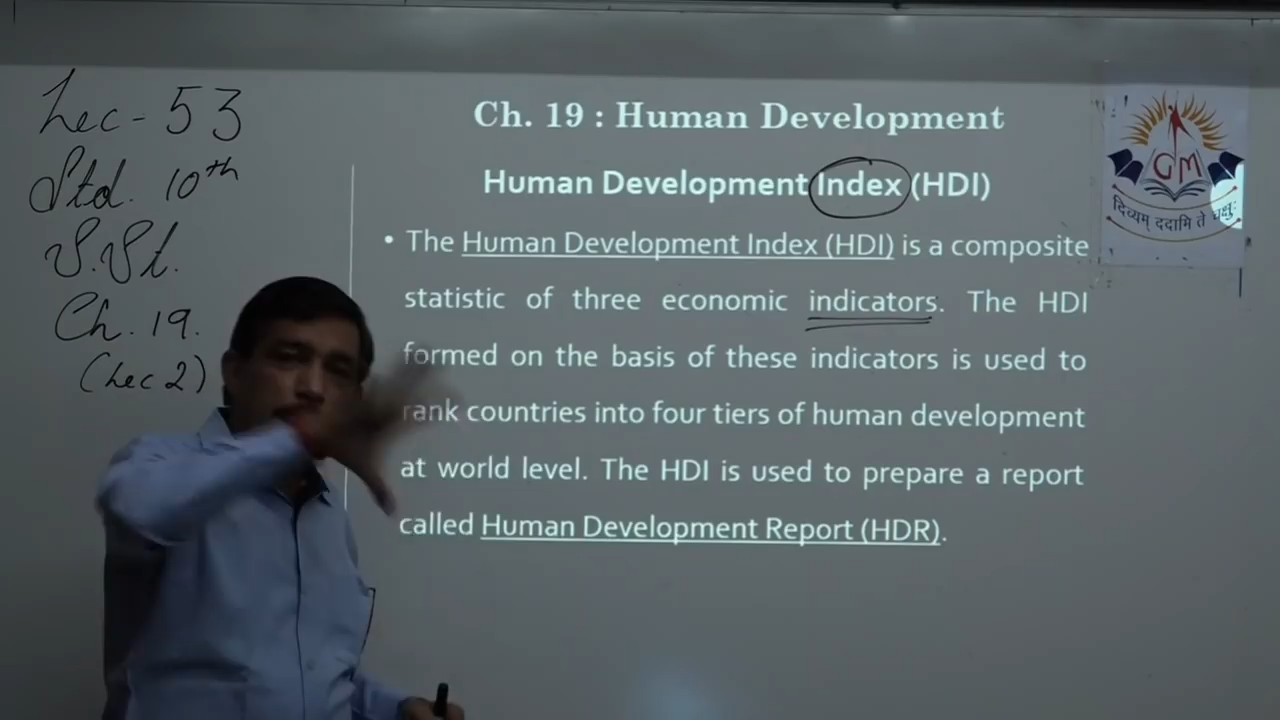 Lec - 53
Std. 10th
S.St.
Ch. 19.
(Lec 2)
Ch. 19 : Human Development
Human Development Index (HDI)
• The Human Development Index (HDI) is a composite
statistic of three economic indicators. The HDI
formed on the basis of these indicators is used to
rank countries into four tiers of human development
at world level. The HDI is used to prepare a report
called Human Development Report (HDR).
GM
दिव्यम् ददामि ते चक्षुः